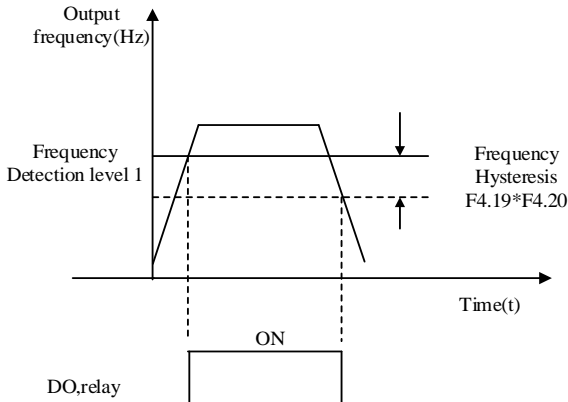 Output
frequency(Hz)
Frequency
Detection level 1
Frequency
Hysteresis
F4.19*F4.20
Time(t)
ON
DO,relay